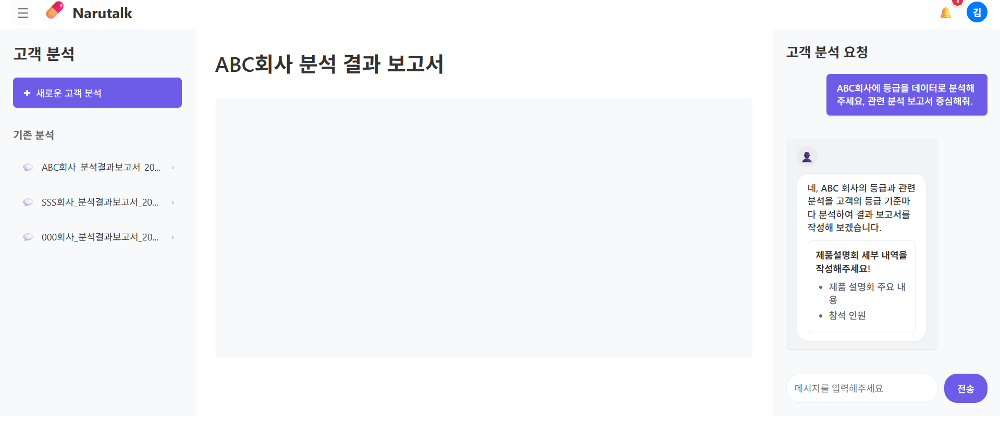 Narutalk
1
김
고객 분석
+ 새로운 고객 분석
기존 분석
ABC회사_분석결과보고서_20...
SSS회사_분석결과보고서_20...
000회사_분석결과보고서_20...
ABC회사 분석 결과 보고서
고객 분석 요청
ABC회사에 등급을 데이터로 분석해
주세요, 관련 분석 보고서 중심해줘.
네, ABC 회사의 등급과 관련
분석을 고객의 등급 기준마
다 분석하여 결과 보고서를
작성해 보겠습니다.
제품설명회 세부 내역을
작성해주세요!
• 제품 설명회 주요 내
용
• 참석 인원
메시지를 입력해주세요
전송